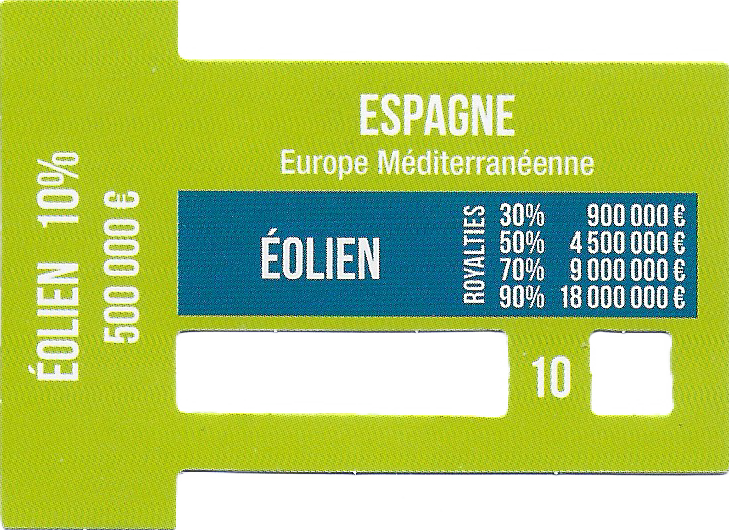 ÉOLIEN 10%
500 000 €
ESPAGNE
Europe Méditerranéenne
ÉOLIEN
ROYALTIES
30% 900 000 €
50% 4 500 000 €
70% 9 000 000 €
90% 18 000 000 €
10